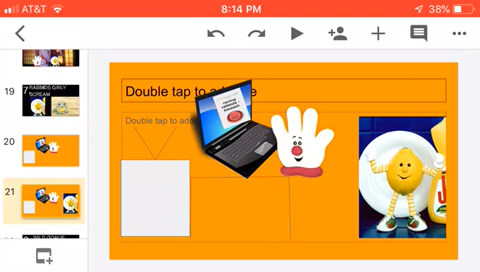 AT&T
8:14 PM
38%
19
7 RABBIDS GIRLY
SCREAM
20
21
Double tap to ad e
Double tap to add